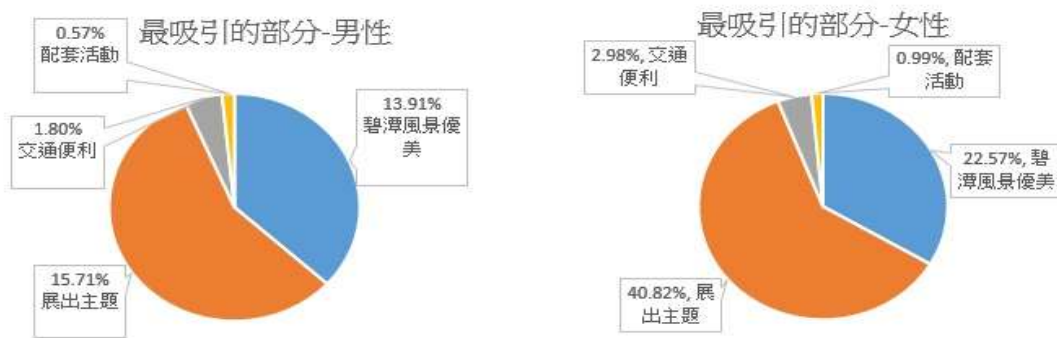 最吸引的部分-男性
0.57%
配套活動
13.91%
碧潭風景優
美
1.80%
交通便利
15.71%
展出主題
最吸引的部分-女性
2.98%, 交通
便利
0.99%, 配套
活動
22.57%, 碧
潭風景優美
40.82%, 展
出主題